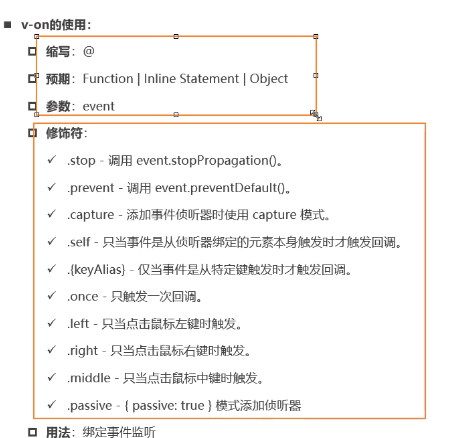 v-on的使用：
缩写：@
预期：Function | Inline Statement | Object
参数：event
修饰符：
.stop - 调用 event.stopPropagation()。
.prevent - 调用 event.preventDefault()。
.capture - 添加事件侦听器时使用 capture 模式。
.self - 只当事件是从侦听器绑定的元素本身触发时才触发回调。
.{keyAlias} - 仅当事件是从特定键触发时才触发回调。
.once - 只触发一次回调。
.left - 只当点击鼠标左键时触发。
.right - 只当点击鼠标右键时触发。
.middle - 只当点击鼠标中键时触发。
.passive - { passive: true } 模式添加侦听器
用法：绑定事件监听